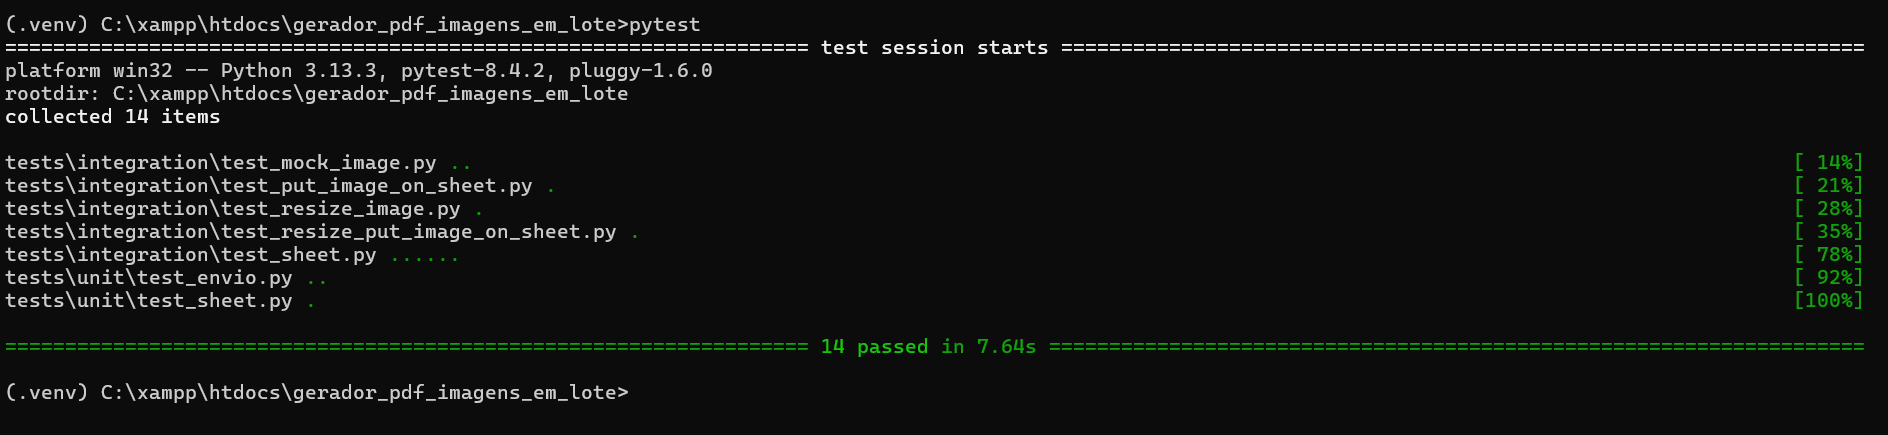 (.venv) C:\xampp\htdocs\gerador_pdf_imagens_em_lote>pytest
=================================================================== test session starts ===================================================================
platform win32 -- Python 3.13.3, pytest-8.4.2, pluggy-1.6.0
rootdir: C:\xampp\htdocs\gerador_pdf_imagens_em_lote
collected 14 items
tests\integration\test_mock_image.py .. [ 14%]
tests\integration\test_put_image_on_sheet.py . [ 21%]
tests\integration\test_resize_image.py . [ 28%]
tests\integration\test_resize_put_image_on_sheet.py . [ 35%]
tests\integration\test_sheet.py ...... [ 78%]
tests\unit\test_envio.py .. [ 92%]
tests\unit\test_sheet.py . [100%]
=================================================================== 14 passed in 7.64s ====================================================================
(.venv) C:\xampp\htdocs\gerador_pdf_imagens_em_lote>